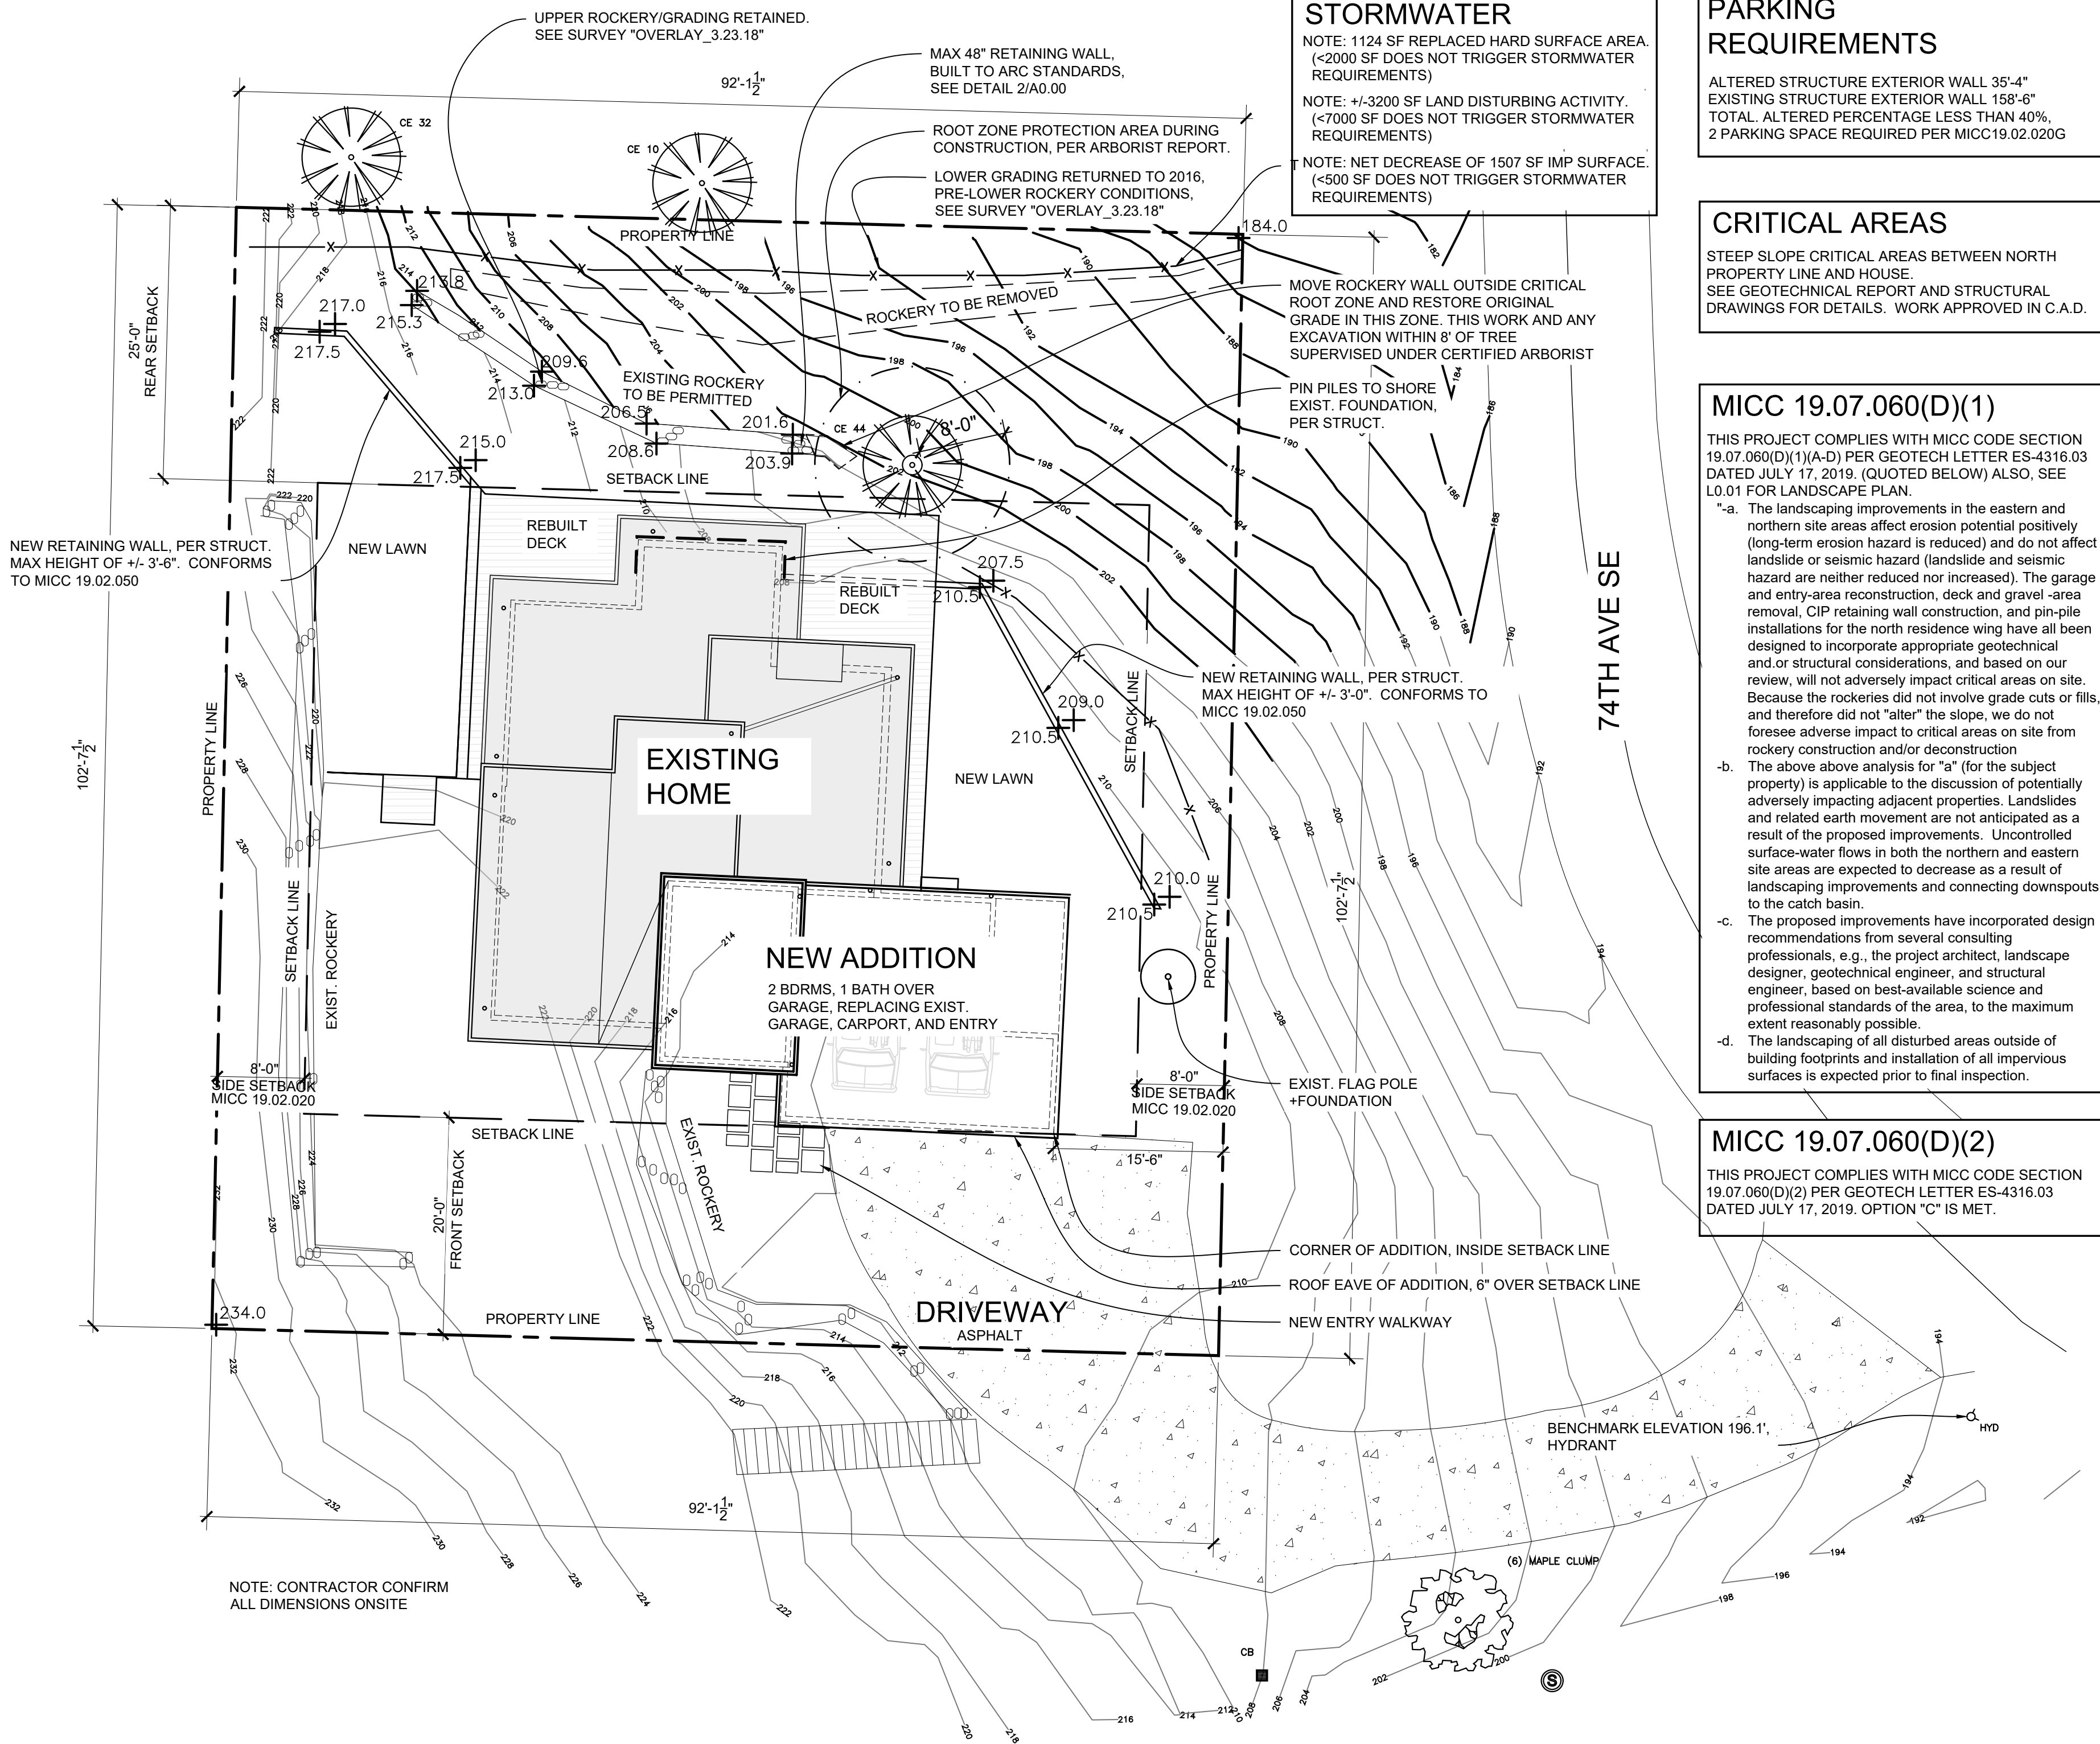 UPPER ROCKERY/GRADING RETAINED.
SEE SURVEY "OVERLAY_3.23.18"
MAX 48" RETAINING WALL,
BUILT TO ARC STANDARDS,
SEE DETAIL 2/A0.00
ROOT ZONE PROTECTION AREA DURING
CONSTRUCTION, PER ARBORIST REPORT.
LOWER GRADING RETURNED TO 2016,
PRE-LOWER ROCKERY CONDITIONS,
SEE SURVEY "OVERLAY_3.23.18"
STORMWATER
NOTE: 1124 SF REPLACED HARD SURFACE AREA.
(<2000 SF DOES NOT TRIGGER STORMWATER
REQUIREMENTS)
NOTE: +/-3200 SF LAND DISTURBING ACTIVITY.
(<7000 SF DOES NOT TRIGGER STORMWATER
REQUIREMENTS)
T NOTE: NET DECREASE OF 1507 SF IMP SURFACE.
(<500 SF DOES NOT TRIGGER STORMWATER
REQUIREMENTS)
PARKING
REQUIREMENTS
ALTERED STRUCTURE EXTERIOR WALL 35'-4"
EXISTING STRUCTURE EXTERIOR WALL 158'-6"
TOTAL. ALTERED PERCENTAGE LESS THAN 40%,
2 PARKING SPACE REQUIRED PER MICC19.02.020G
CRITICAL AREAS
STEEP SLOPE CRITICAL AREAS BETWEEN NORTH
PROPERTY LINE AND HOUSE.
SEE GEOTECHNICAL REPORT AND STRUCTURAL
DRAWINGS FOR DETAILS. WORK APPROVED IN C.A.D.
MICC 19.07.060(D)(1)
THIS PROJECT COMPLIES WITH MICC CODE SECTION
19.07.060(D)(1)(A-D) PER GEOTECH LETTER ES-4316.03
DATED JULY 17, 2019. (QUOTED BELOW) ALSO, SEE
L0.01 FOR LANDSCAPE PLAN.
"-a. The landscaping improvements in the eastern and
northern site areas affect erosion potential positively
(long-term erosion hazard is reduced) and do not affect
landslide or seismic hazard (landslide and seismic
hazard are neither reduced nor increased). The garage
and entry-area reconstruction, deck and gravel -area
removal, CIP retaining wall construction, and pin-pile
installations for the north residence wing have all been
designed to incorporate appropriate geotechnical
and.or structural considerations, and based on our
review, will not adversely impact critical areas on site.
Because the rockeries did not involve grade cuts or fills,
and therefore did not "alter" the slope, we do not
foresee adverse impact to critical areas on site from
rockery construction and/or deconstruction
-b. The above above analysis for "a" (for the subject
property) is applicable to the discussion of potentially
adversely impacting adjacent properties. Landslides
and related earth movement are not anticipated as a
result of the proposed improvements. Uncontrolled
surface-water flows in both the northern and eastern
site areas are expected to decrease as a result of
landscaping improvements and connecting downspouts
to the catch basin.
-c. The proposed improvements have incorporated design
recommendations from several consulting
professionals, e.g., the project architect, landscape
designer, geotechnical engineer, and structural
engineer, based on best-available science and
professional standards of the area, to the maximum
extent reasonably possible.
-d. The landscaping of all disturbed areas outside of
building footprints and installation of all impervious
surfaces is expected prior to final inspection.
MICC 19.07.060(D)(2)
THIS PROJECT COMPLIES WITH MICC CODE SECTION
19.07.060(D)(2) PER GEOTECH LETTER ES-4316.03
DATED JULY 17, 2019. OPTION "C" IS MET.
92'-1 1/2"
CE 32
CE 10
PROPERTY LINE
184.0
25'-0"
REAR SETBACK
217.0
217.5
213.8
215.3
209.6
213.0
215.0
217.5
206.5
208.6
201.6
203.9
ROCKERY TO BE REMOVED
EXISTING ROCKERY
TO BE PERMITTED
CE 44
8'-0"
SETBACK LINE
MOVE ROCKERY WALL OUTSIDE CRITICAL
ROOT ZONE AND RESTORE ORIGINAL
GRADE IN THIS ZONE. THIS WORK AND ANY
EXCAVATION WITHIN 8' OF TREE
SUPERVISED UNDER CERTIFIED ARBORIST
PIN PILES TO SHORE
EXIST. FOUNDATION,
PER STRUCT.
NEW RETAINING WALL, PER STRUCT.
MAX HEIGHT OF +/- 3'-6". CONFORMS
TO MICC 19.02.050
NEW LAWN
REBUILT
DECK
REBUILT
DECK
207.5
210.5
NEW RETAINING WALL, PER STRUCT.
MAX HEIGHT OF +/- 3'-0". CONFORMS TO
MICC 19.02.050
74TH AVE SE
209.0
210.5
SETBACK LINE
102'-7 1/2"
PROPERTY LINE
EXISTING
HOME
NEW LAWN
210.0
210.5
PROPERTY LINE
102'-7 1/2"
SETBACK LINE
EXIST. ROCKERY
NEW ADDITION
2 BDRMS, 1 BATH OVER
GARAGE, REPLACING EXIST.
GARAGE, CARPORT, AND ENTRY
8'-0"
SIDE SETBACK
MICC 19.02.020
8'-0"
SIDE SETBACK
MICC 19.02.020
EXIST. FLAG POLE
+FOUNDATION
SETBACK LINE
EXIST. ROCKERY
15'-6"
20'-0"
FRONT SETBACK
CORNER OF ADDITION, INSIDE SETBACK LINE
ROOF EAVE OF ADDITION, 6" OVER SETBACK LINE
NEW ENTRY WALKWAY
234.0
PROPERTY LINE
DRIVEWAY
ASPHALT
BENCHMARK ELEVATION 196.1',
HYDRANT
HYD
92'-1 1/2"
(6) MAPLE CLUMP
NOTE: CONTRACTOR CONFIRM
ALL DIMENSIONS ONSITE
CB
S
232
230
228
226
224
222
220
218
216
214
212
210
208
206
204
202
200
198
196
194
192